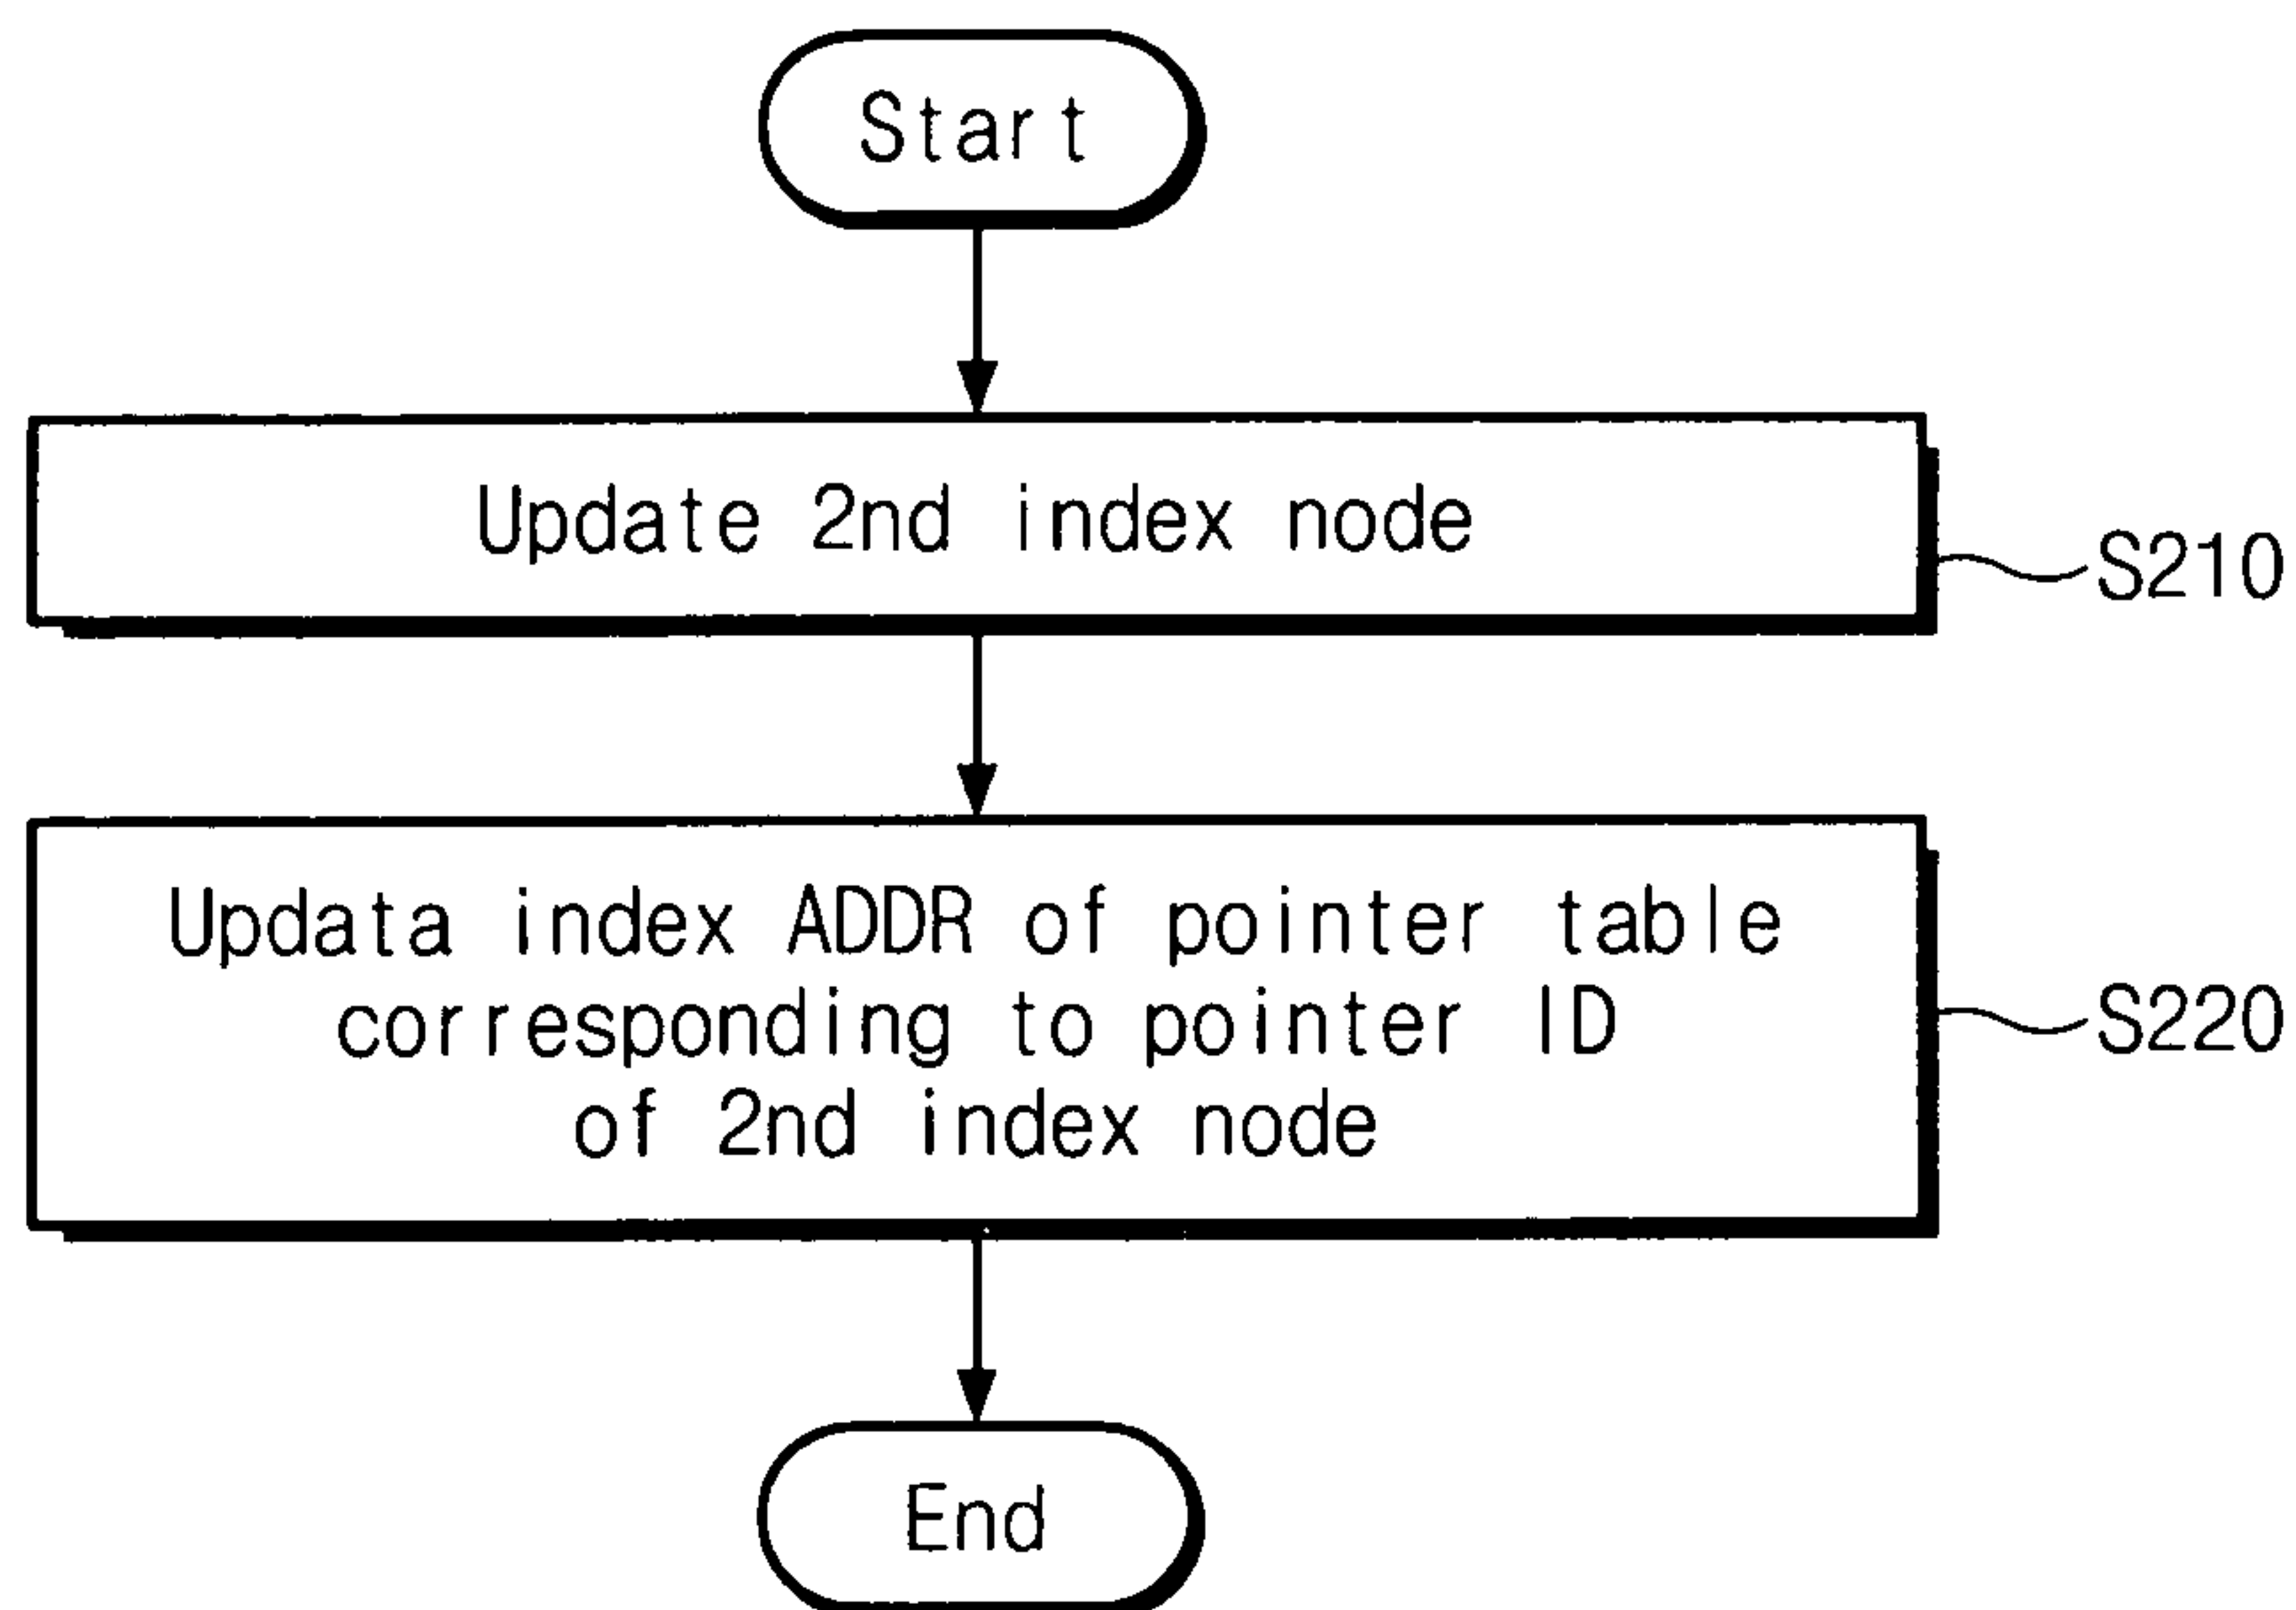 Start
Update 2nd index node
S210
Updata index ADDR of pointer table
corresponding to pointer ID
of 2nd index node
S220
End